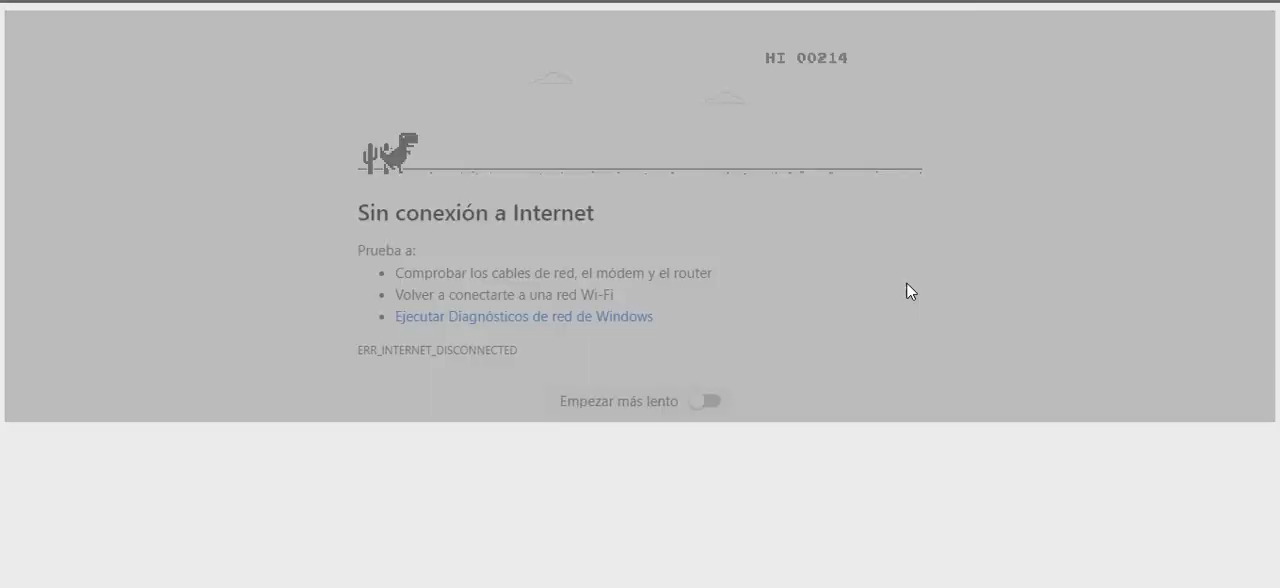 HI 00214
Sin conexión a Internet
Prueba a:
Comprobar los cables de red, el módem y el router
Volver a conectarte a una red Wi-Fi
Ejecutar Diagnósticos de red de Windows
ERR_INTERNET_DISCONNECTED
Empezar más lento